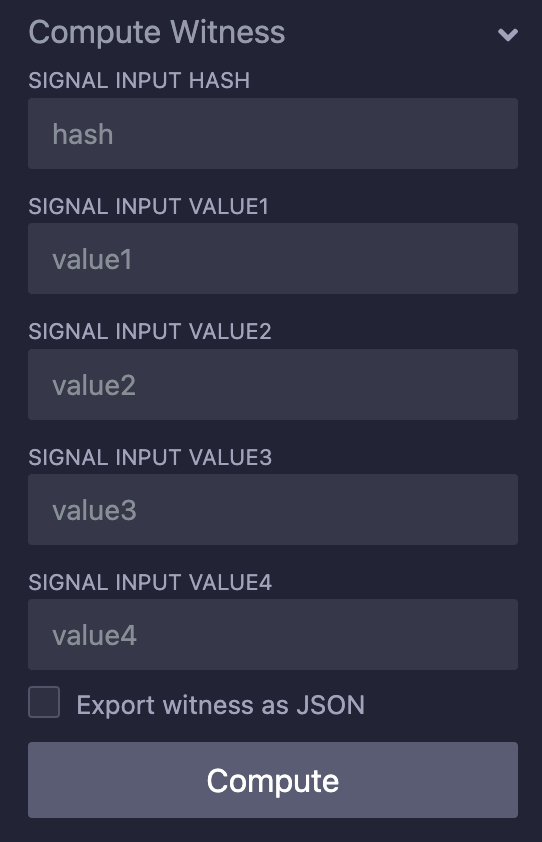 Compute Witness
SIGNAL INPUT HASH
hash
SIGNAL INPUT VALUE1
value1
SIGNAL INPUT VALUE2
value2
SIGNAL INPUT VALUE3
value3
SIGNAL INPUT VALUE4
value4
Export witness as JSON
Compute